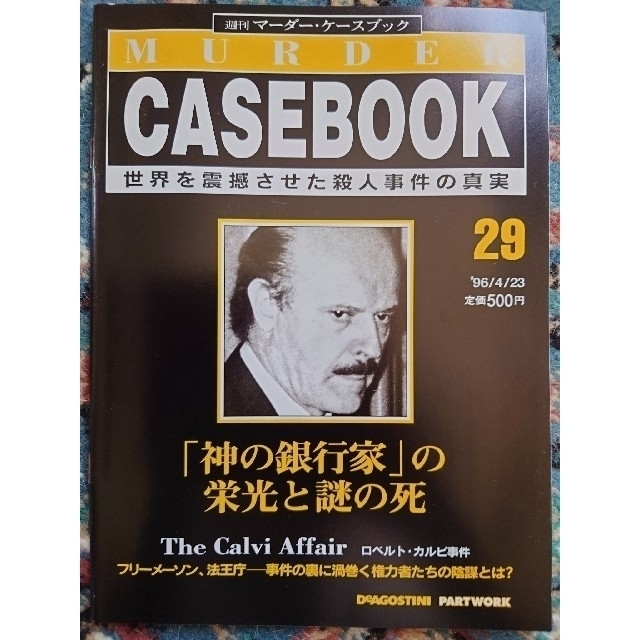 週刊 マーダー・ケースブック
MURDER
CASEBOOK
世界を震撼させた殺人事件の真実
29
'96/4/23
定価500円
「神の銀行家」の
栄光と謎の死
The Calvi Affair ロベルト・カルビ事件
フリーメーソン、法王庁──事件の裏に渦巻く権力者たちの陰謀とは?
DeAGOSTINI PARTWORK